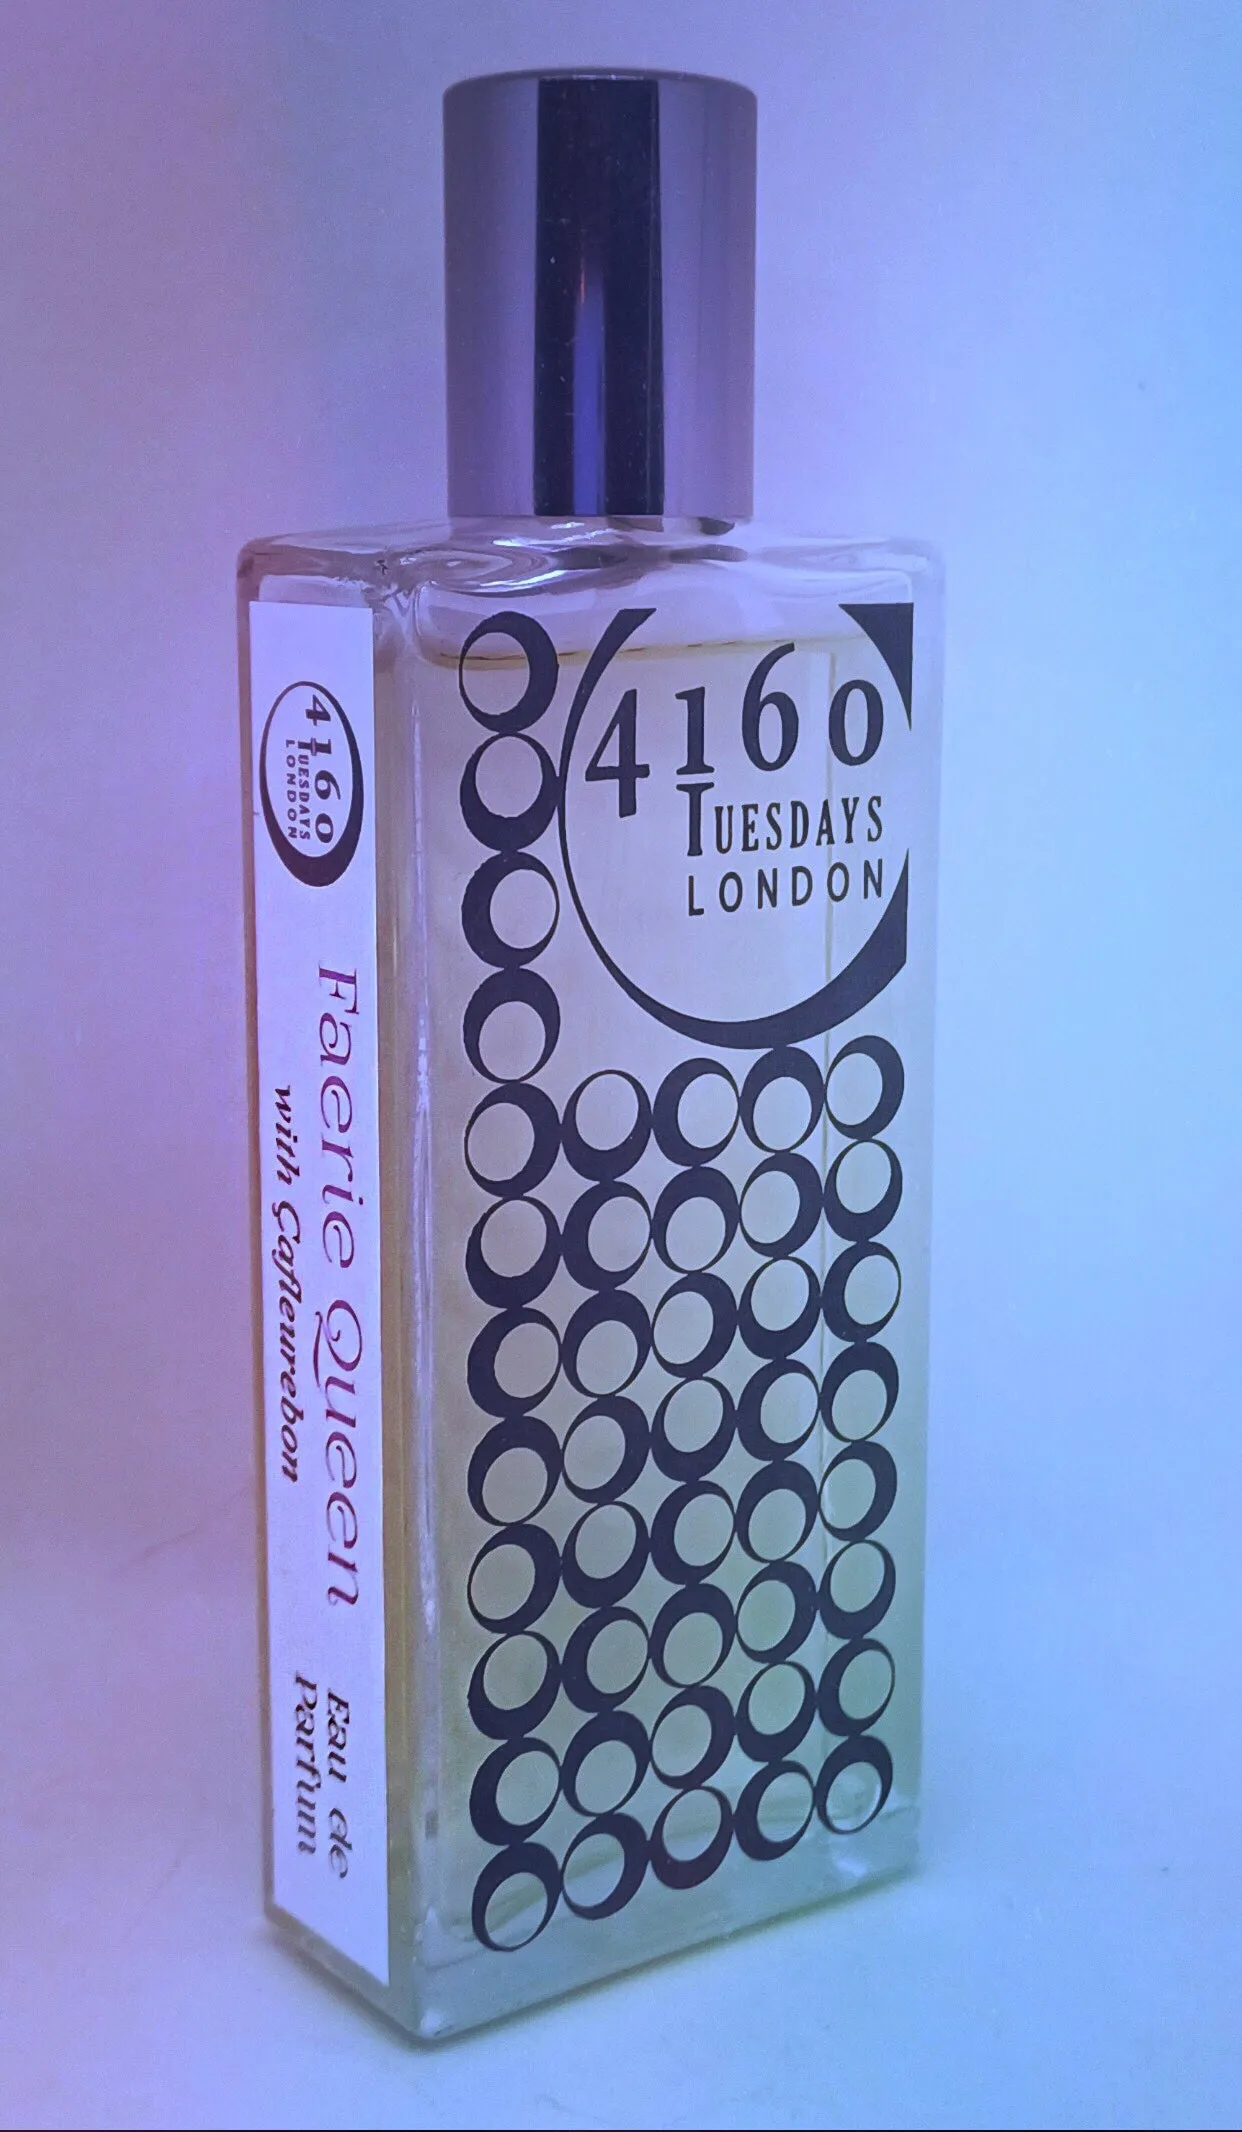 4160
TUESDAYS
LONDON
4160
TUESDAYS
LONDON
Faerie Queen
with Cafleurebon
Eau de
Parfum